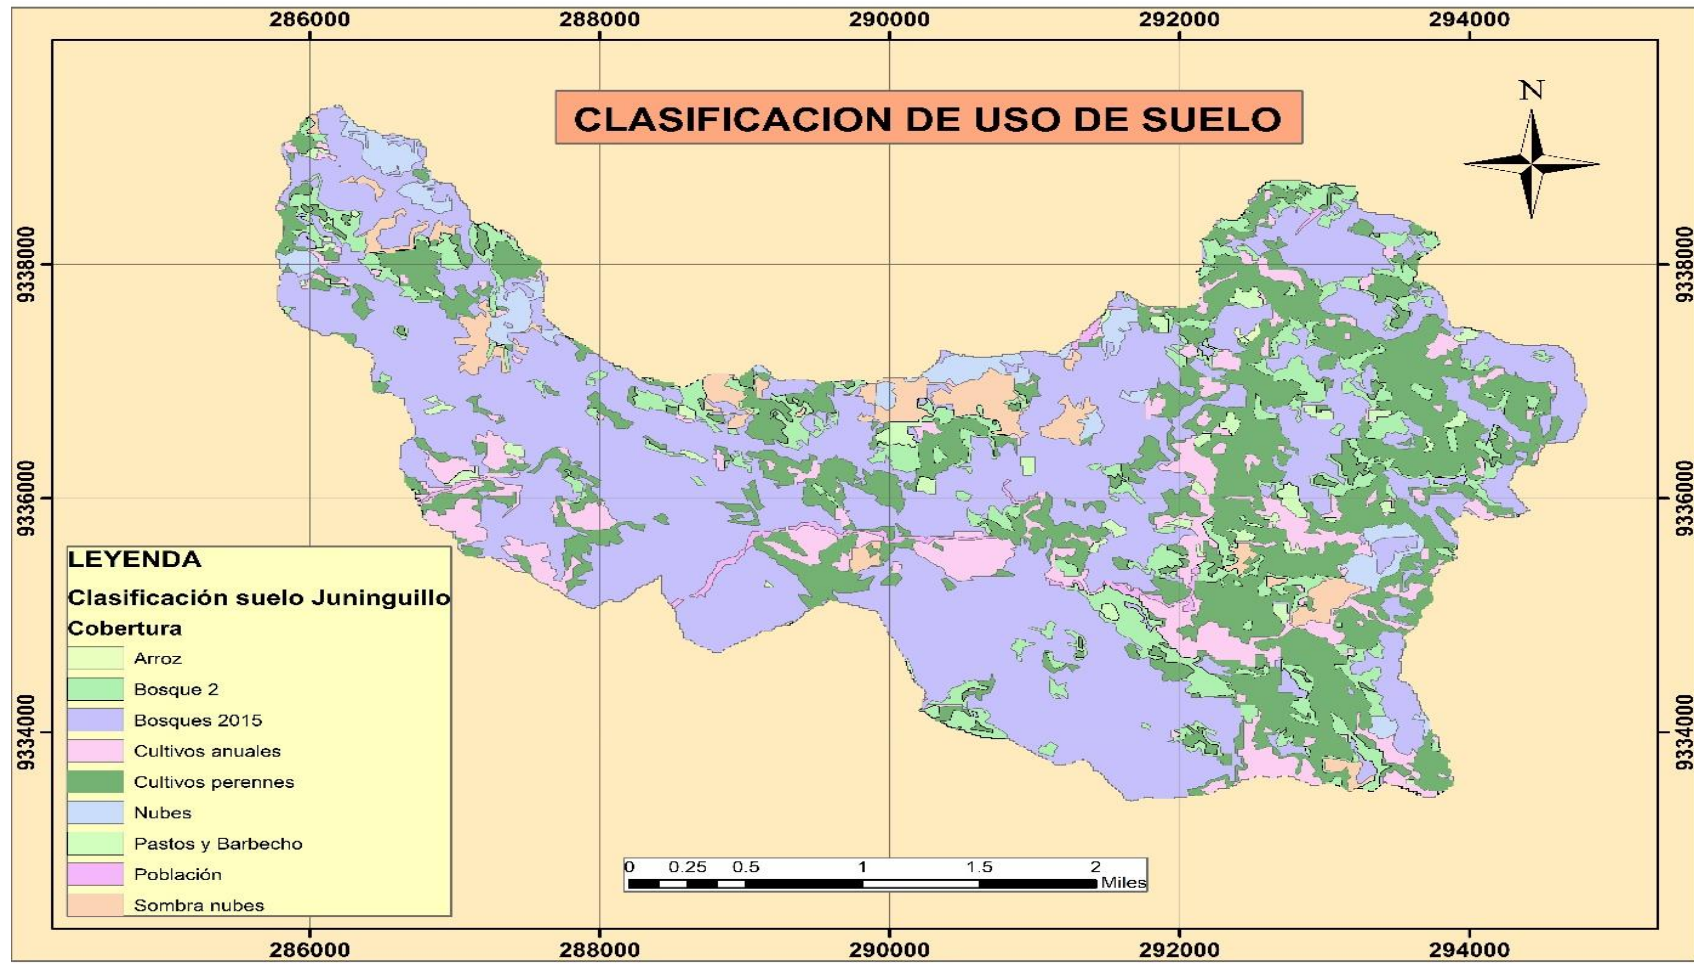 286000 288000 290000 292000 294000
CLASIFICACION DE USO DE SUELO
N
9338000 9338000
9336000 9336000
9334000 9334000
LEYENDA
Clasificación suelo Juninguillo
Cobertura
Arroz
Bosque 2
Bosques 2015
Cultivos anuales
Cultivos perennes
Nubes
Pastos y Barbecho
Población
Sombra nubes
0 0.25 0.5 1 1.5 2
Miles
286000 288000 290000 292000 294000